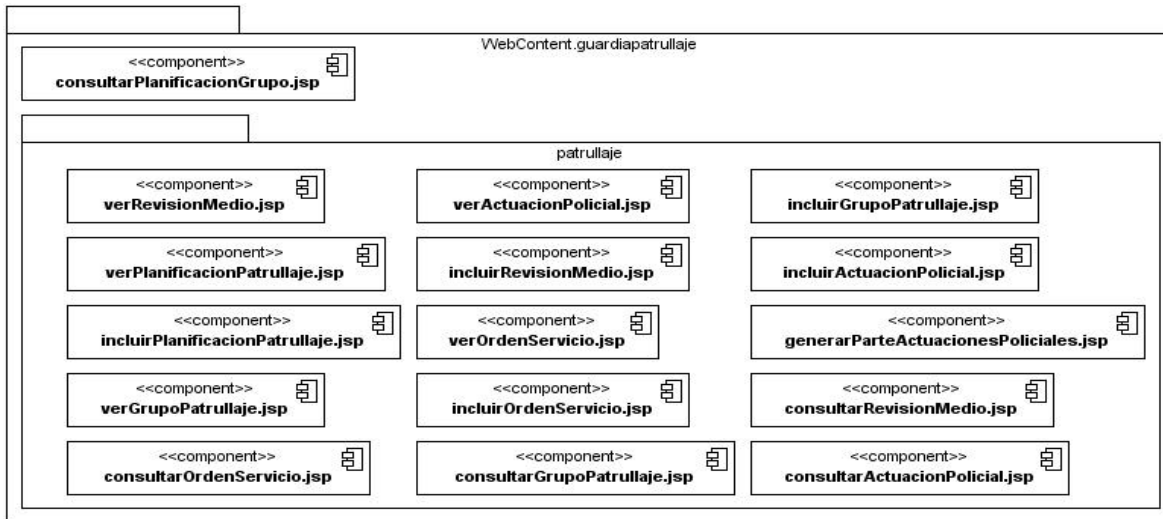 WebContent.guardiapatrullaje
<<component>>
consultarPlanificacionGrupo.jsp
patrullaje
<<component>>
verRevisionMedio.jsp
<<component>>
verActuacionPolicial.jsp
<<component>>
incluirGrupoPatrullaje.jsp
<<component>>
verPlanificacionPatrullaje.jsp
<<component>>
incluirRevisionMedio.jsp
<<component>>
incluirActuacionPolicial.jsp
<<component>>
incluirPlanificacionPatrullaje.jsp
<<component>>
verOrdenServicio.jsp
<<component>>
generarParteActuacionesPoliciales.jsp
<<component>>
verGrupoPatrullaje.jsp
<<component>>
incluirOrdenServicio.jsp
<<component>>
consultarRevisionMedio.jsp
<<component>>
consultarOrdenServicio.jsp
<<component>>
consultarGrupoPatrullaje.jsp
<<component>>
consultarActuacionPolicial.jsp